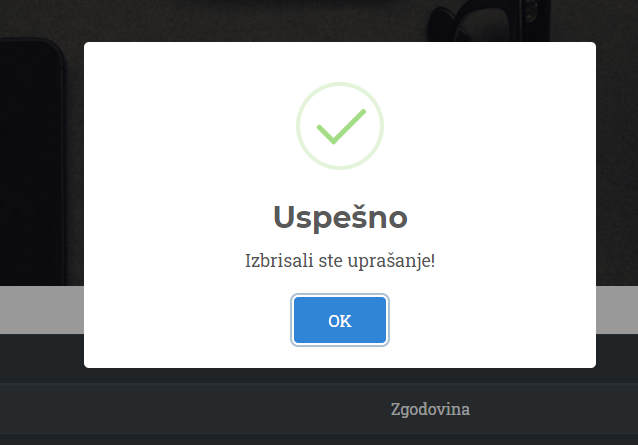 Uspešno
Izbrisali ste uprašanje!
OK
Zgodovina